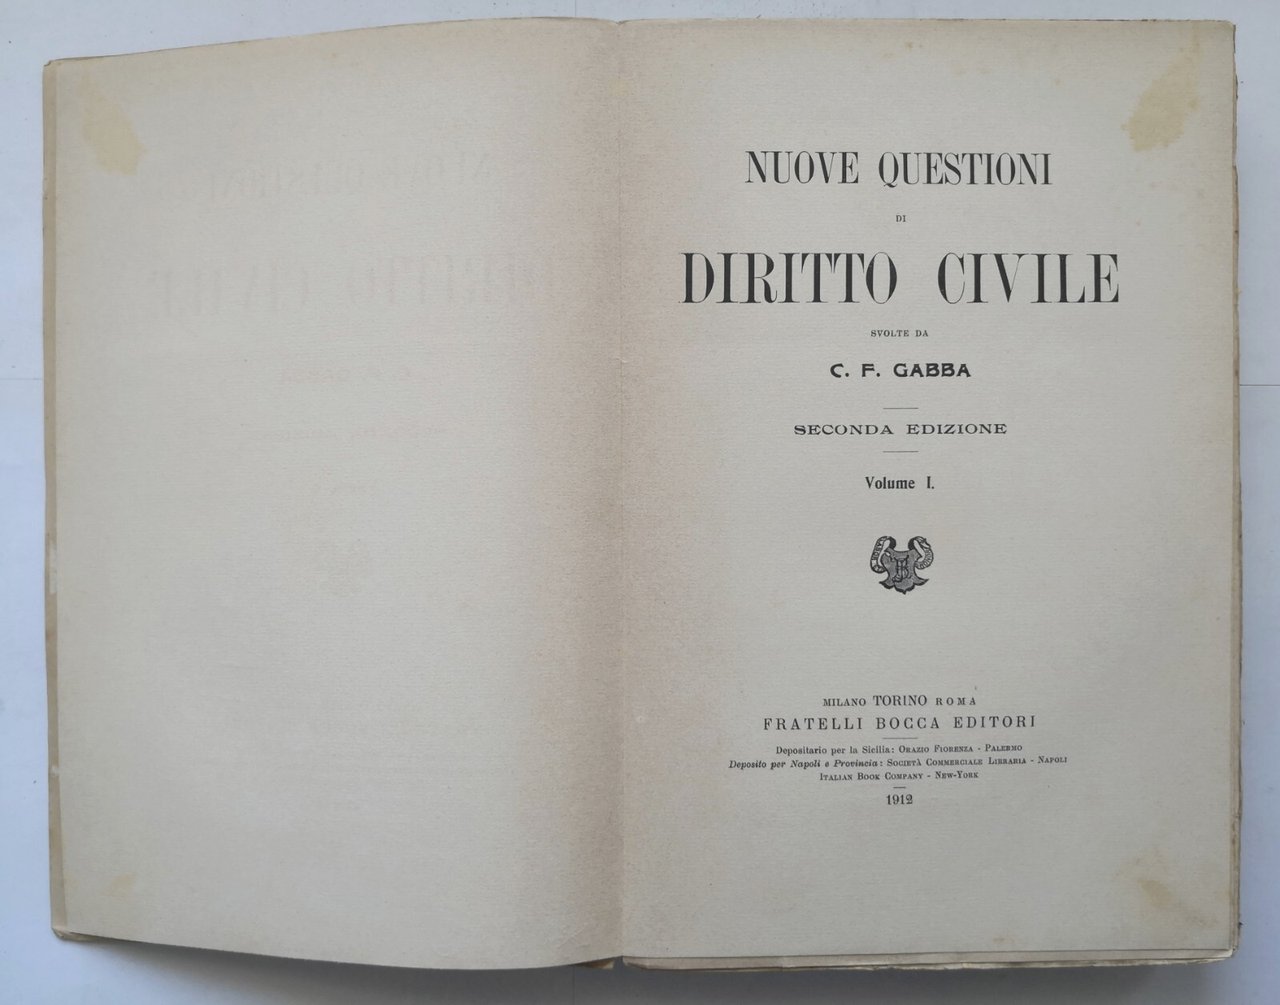 NUOVE QUESTIONI
DI
DIRITTO CIVILE
SVOLTE DA
C. F. GABBA
SECONDA EDIZIONE
Volume I.
MILANO TORINO ROMA
FRATELLI BOCCA EDITORI
Depositario per la Sicilia: ORAZIO FIORENZA - PALERMO
Deposito per Napoli e Provincia: SOCIETÀ COMMERCIALE LIBRARIA - NAPOLI
ITALIAN BOOK COMPANY - NEW-YORK
1912